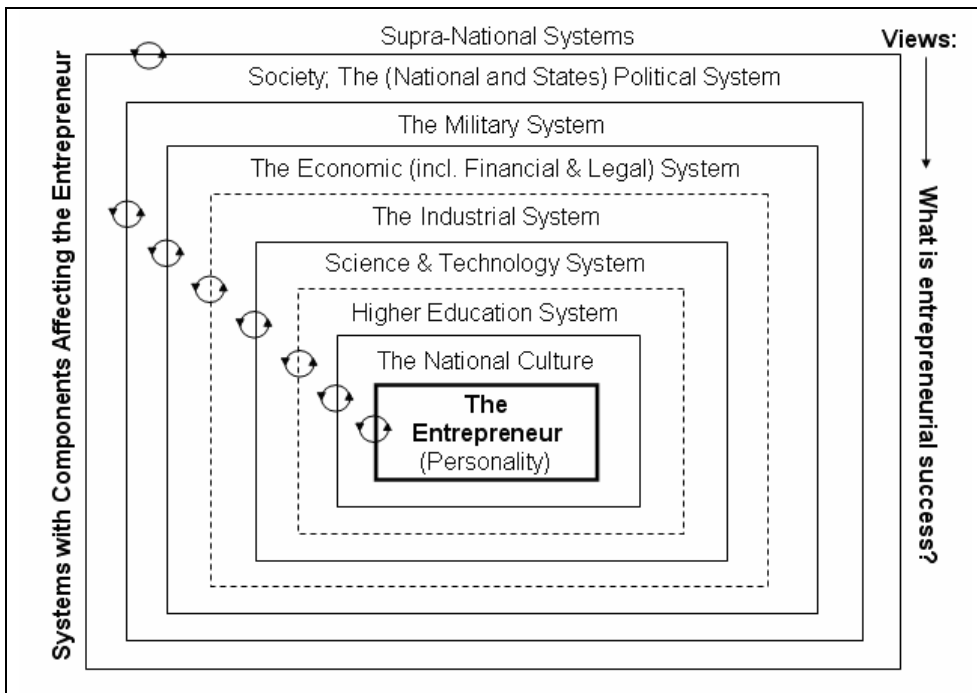 Supra-National Systems
Views:
Society; The (National and States) Political System
The Military System
The Economic (incl. Financial & Legal) System
The Industrial System
Science & Technology System
Higher Education System
The National Culture
The
Entrepreneur
(Personality)
Systems with Components Affecting the Entrepreneur
What is entrepreneurial success?